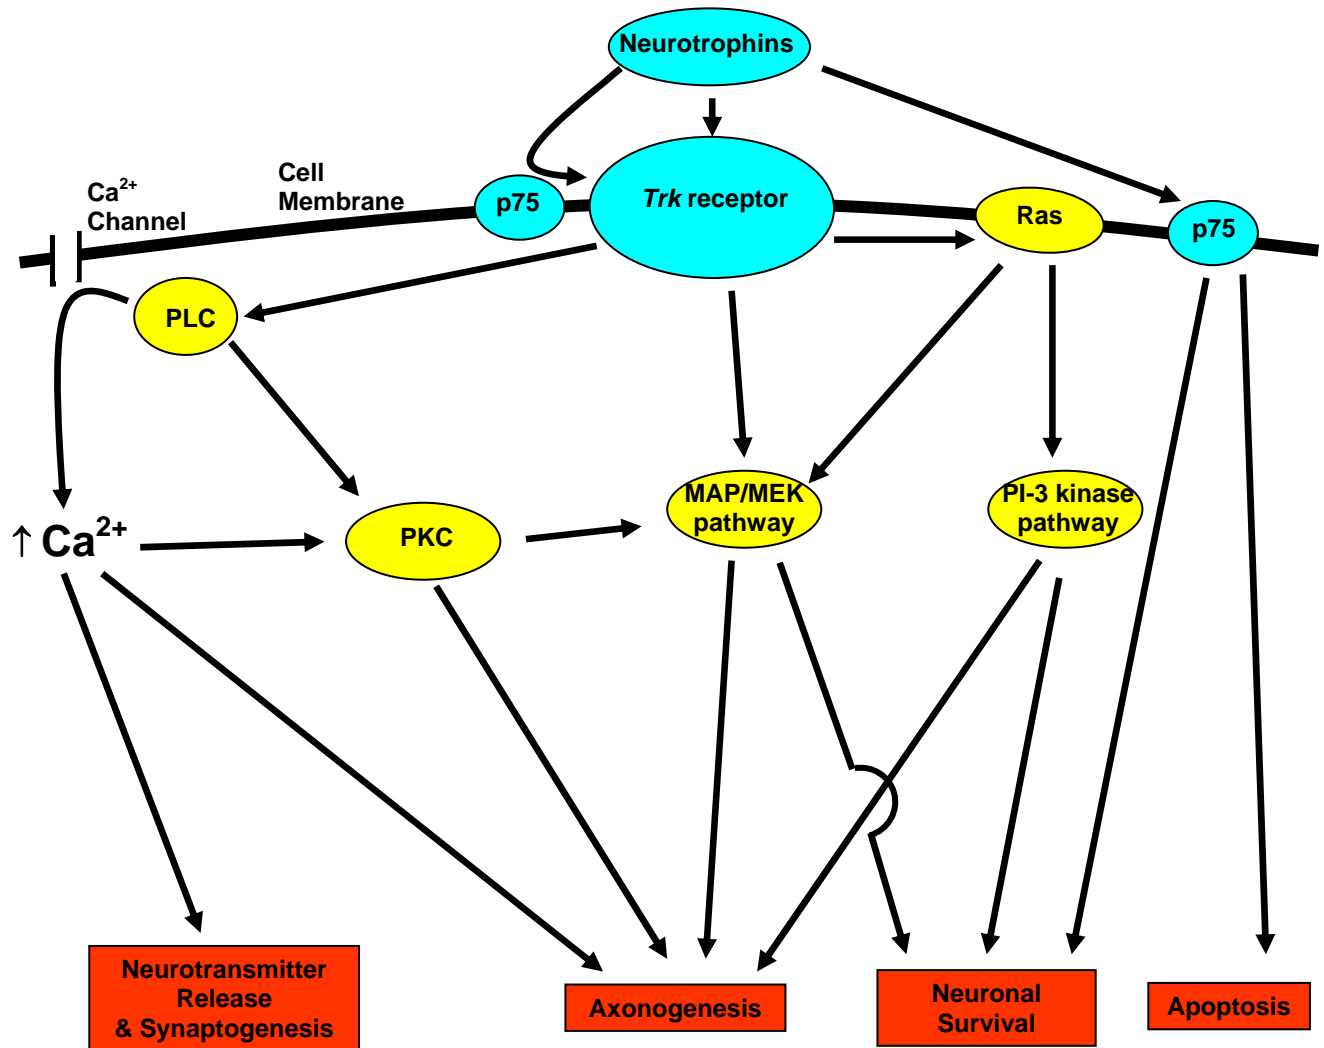 Neurotrophins
Ca²⁺
Channel
Cell
Membrane
p75
Trk receptor
Ras
p75
PLC
↑ Ca²⁺
PKC
MAP/MEK
pathway
PI-3 kinase
pathway
Neurotransmitter
Release
& Synaptogenesis
Axonogenesis
Neuronal
Survival
Apoptosis